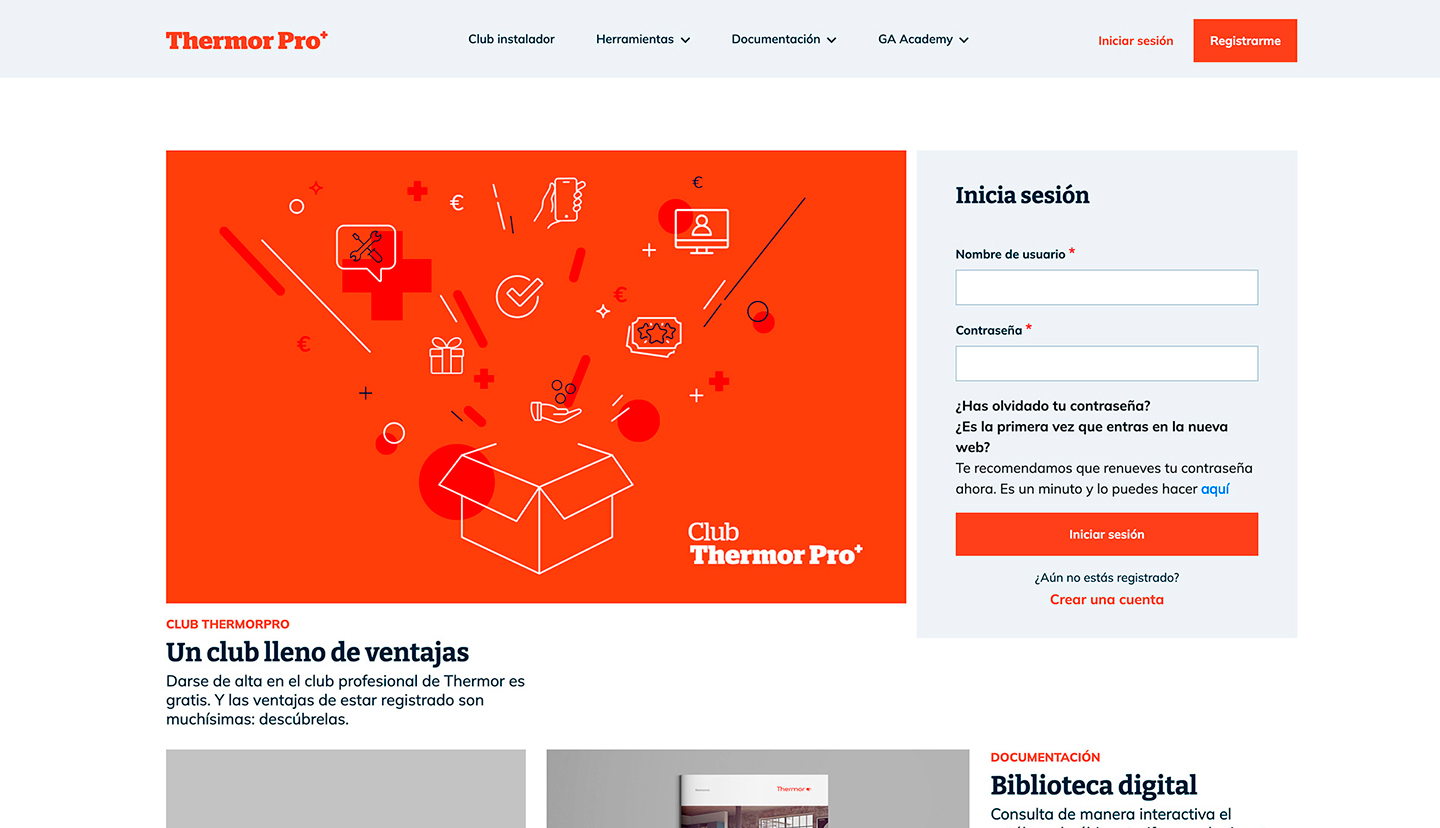 Thermor Pro+
Club instalador
Herramientas
Documentación
GA Academy
Iniciar sesión
Registrarme
€
€
€
€
Club
Thermor Pro+
Inicia sesión
Nombre de usuario *
Contraseña *
¿Has olvidado tu contraseña?
¿Es la primera vez que entras en la nueva
web?
Te recomendamos que renueves tu contraseña
ahora. Es un minuto y lo puedes hacer aquí
Iniciar sesión
¿Aún no estás registrado?
Crear una cuenta
CLUB THERMORPRO
Un club lleno de ventajas
Darse de alta en el club profesional de Thermor es
gratis. Y las ventajas de estar registrado son
muchísimas: descúbrelas.
Thermor
DOCUMENTACIÓN
Biblioteca digital
Consulta de manera interactiva el